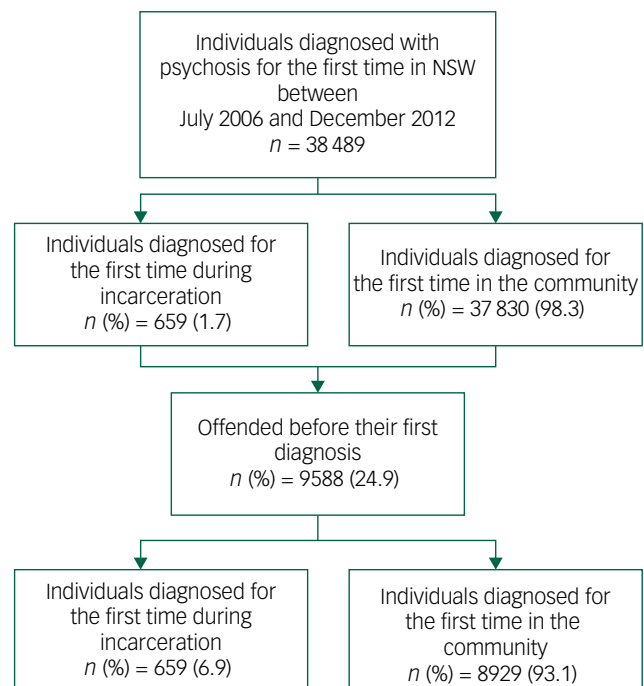 Individuals diagnosed with
psychosis for the first time in NSW
between
July 2006 and December 2012
n = 38 489
Individuals diagnosed for
the first time during
incarceration
n (%) = 659 (1.7)
Individuals diagnosed for
the first time in the community
n (%) = 37 830 (98.3)
Offended before their first
diagnosis
n (%) = 9588 (24.9)
Individuals diagnosed for
the first time during
incarceration
n (%) = 659 (6.9)
Individuals diagnosed for
the first time in the
community
n (%) = 8929 (93.1)